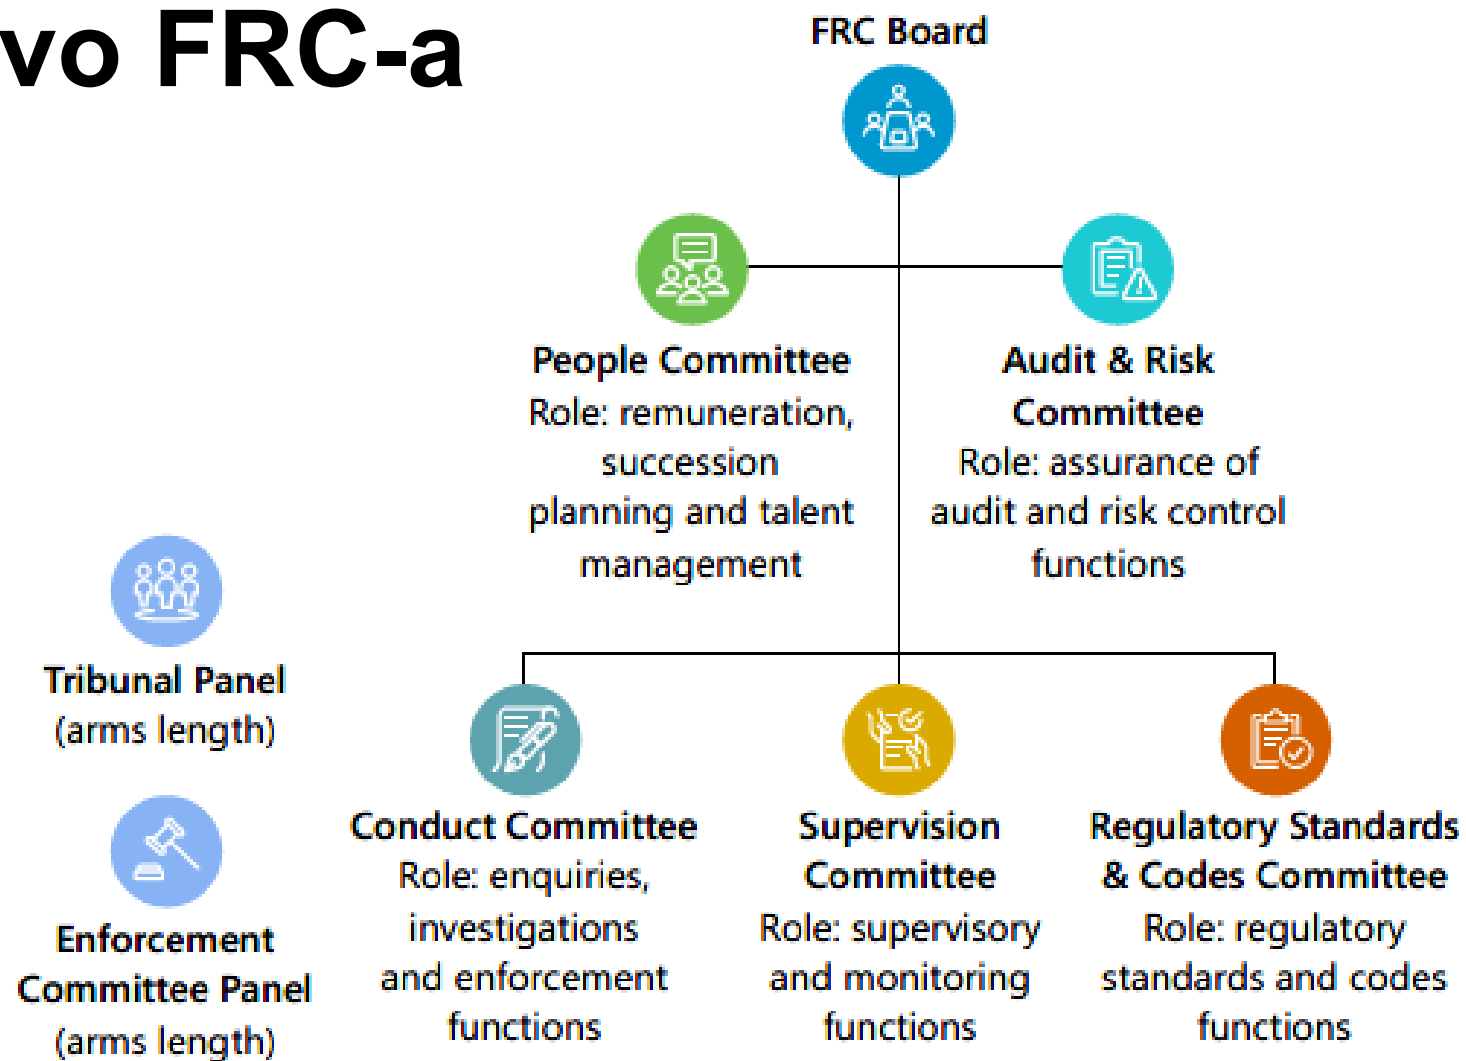 vo FRC-a
FRC Board
People Committee
Role: remuneration,
succession
planning and talent
management
Audit & Risk
Committee
Role: assurance of
audit and risk control
functions
Tribunal Panel
(arms length)
Enforcement
Committee Panel
(arms length)
Conduct Committee
Role: enquiries,
investigations
and enforcement
functions
Supervision
Committee
Role: supervisory
and monitoring
functions
Regulatory Standards
& Codes Committee
Role: regulatory
standards and codes
functions